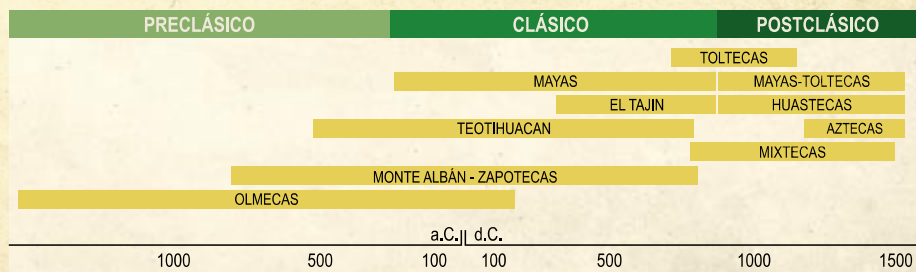 PRECLÁSICO CLÁSICO POSTCLÁSICO
TOLTECAS
MAYAS MAYAS-TOLTECAS
EL TAJIN HUASTECAS
TEOTIHUACAN AZTECAS
MIXTECAS
MONTE ALBÁN - ZAPOTECAS
OLMECAS
a.C. d.C.
1000 500 100 100 500 1000 1500